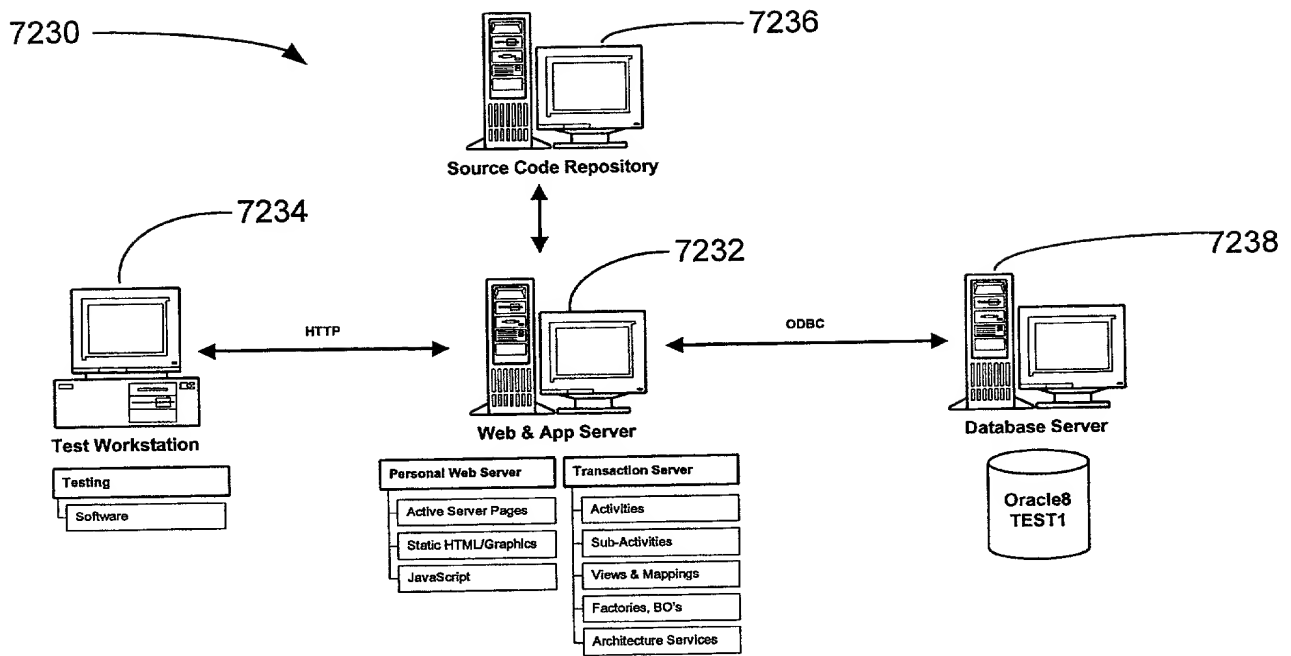 7230
7236
Source Code Repository
7234
7232
7238
HTTP
ODBC
Test Workstation
Web & App Server
Database Server
Testing
Software
Personal Web Server
Active Server Pages
Static HTML/Graphics
JavaScript
Transaction Server
Activities
Sub-Activities
Views & Mappings
Factories, BO's
Architecture Services
Oracle8
TEST1